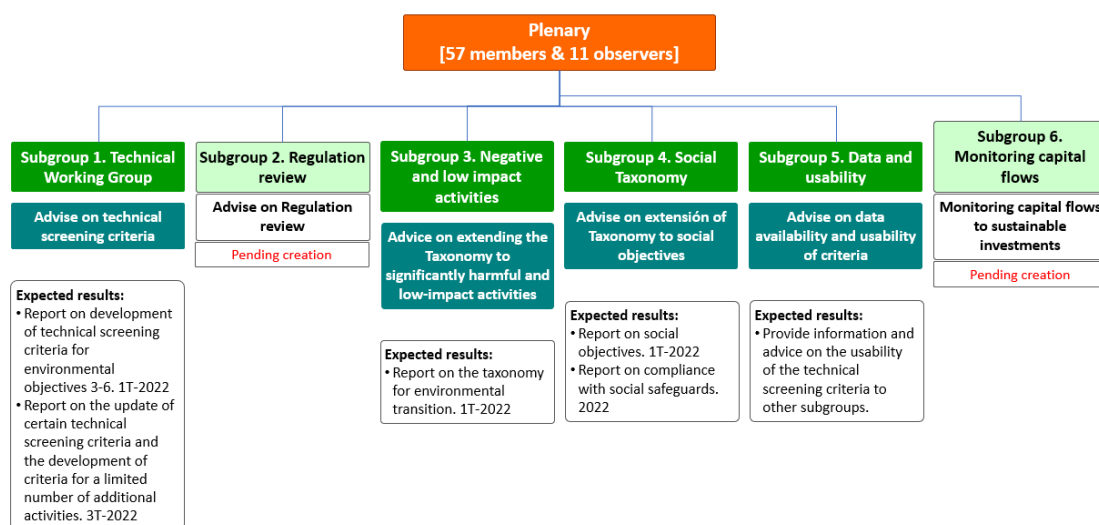 Plenary
[57 members & 11 observers]
Subgroup 1. Technical
Working Group
Advise on technical
screening criteria
Expected results:
• Report on development
of technical screening
criteria for
environmental
objectives 3-6. 1T-2022
• Report on the update of
certain technical
screening criteria and
the development of
criteria for a limited
number of additional
activities. 3T-2022
Subgroup 2. Regulation
review
Advise on Regulation
review
Pending creation
Subgroup 3. Negative
and low impact
activities
Advice on extending the
Taxonomy to
significantly harmful and
low-impact activities
Expected results:
• Report on the taxonomy
for environmental
transition. 1T-2022
Subgroup 4. Social
Taxonomy
Advise on extensión of
Taxonomy to social
objectives
Expected results:
• Report on social
objectives. 1T-2022
• Report on compliance
with social safeguards.
2022
Subgroup 5. Data and
usability
Advise on data
availability and usability
of criteria
Expected results:
• Provide information and
advice on the usability
of the technical
screening criteria to
other subgroups.
Subgroup 6.
Monitoring capital
flows
Monitoring capital flows
to sustainable
investments
Pending creation